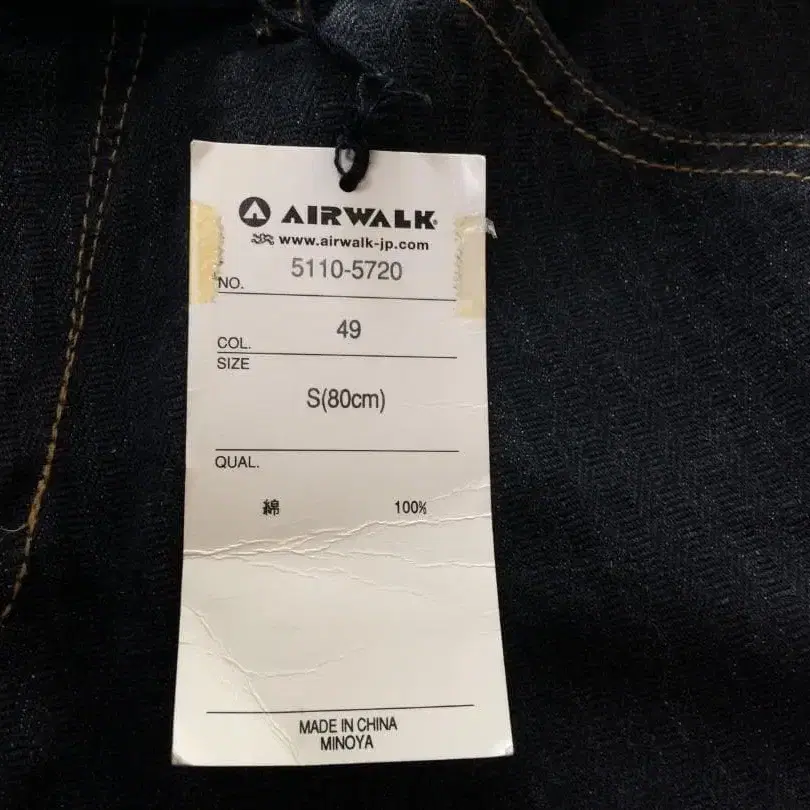 AIRWALK
www.airwalk-jp.com
NO. 5110-5720
COL. 49
SIZE
S(80cm)
QUAL.
綿 100%
MADE IN CHINA
MINOYA